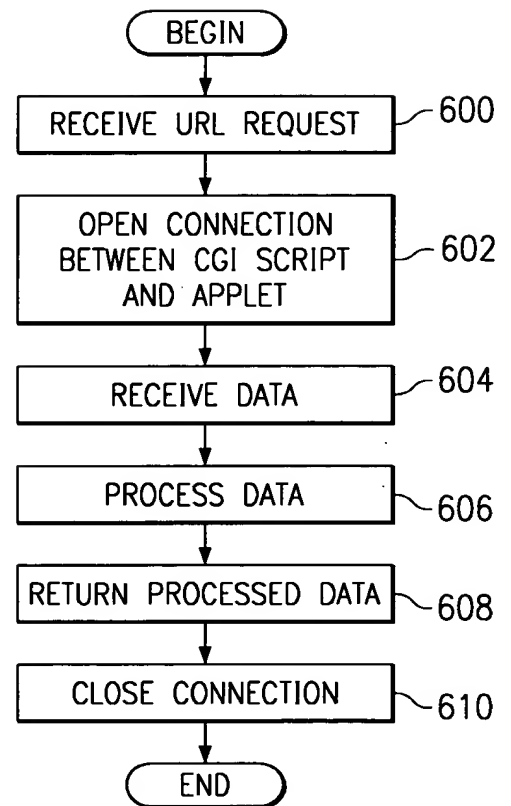 BEGIN
RECEIVE URL REQUEST
600
OPEN CONNECTION
BETWEEN CGI SCRIPT
AND APPLET
602
RECEIVE DATA
604
PROCESS DATA
606
RETURN PROCESSED DATA
608
CLOSE CONNECTION
610
END